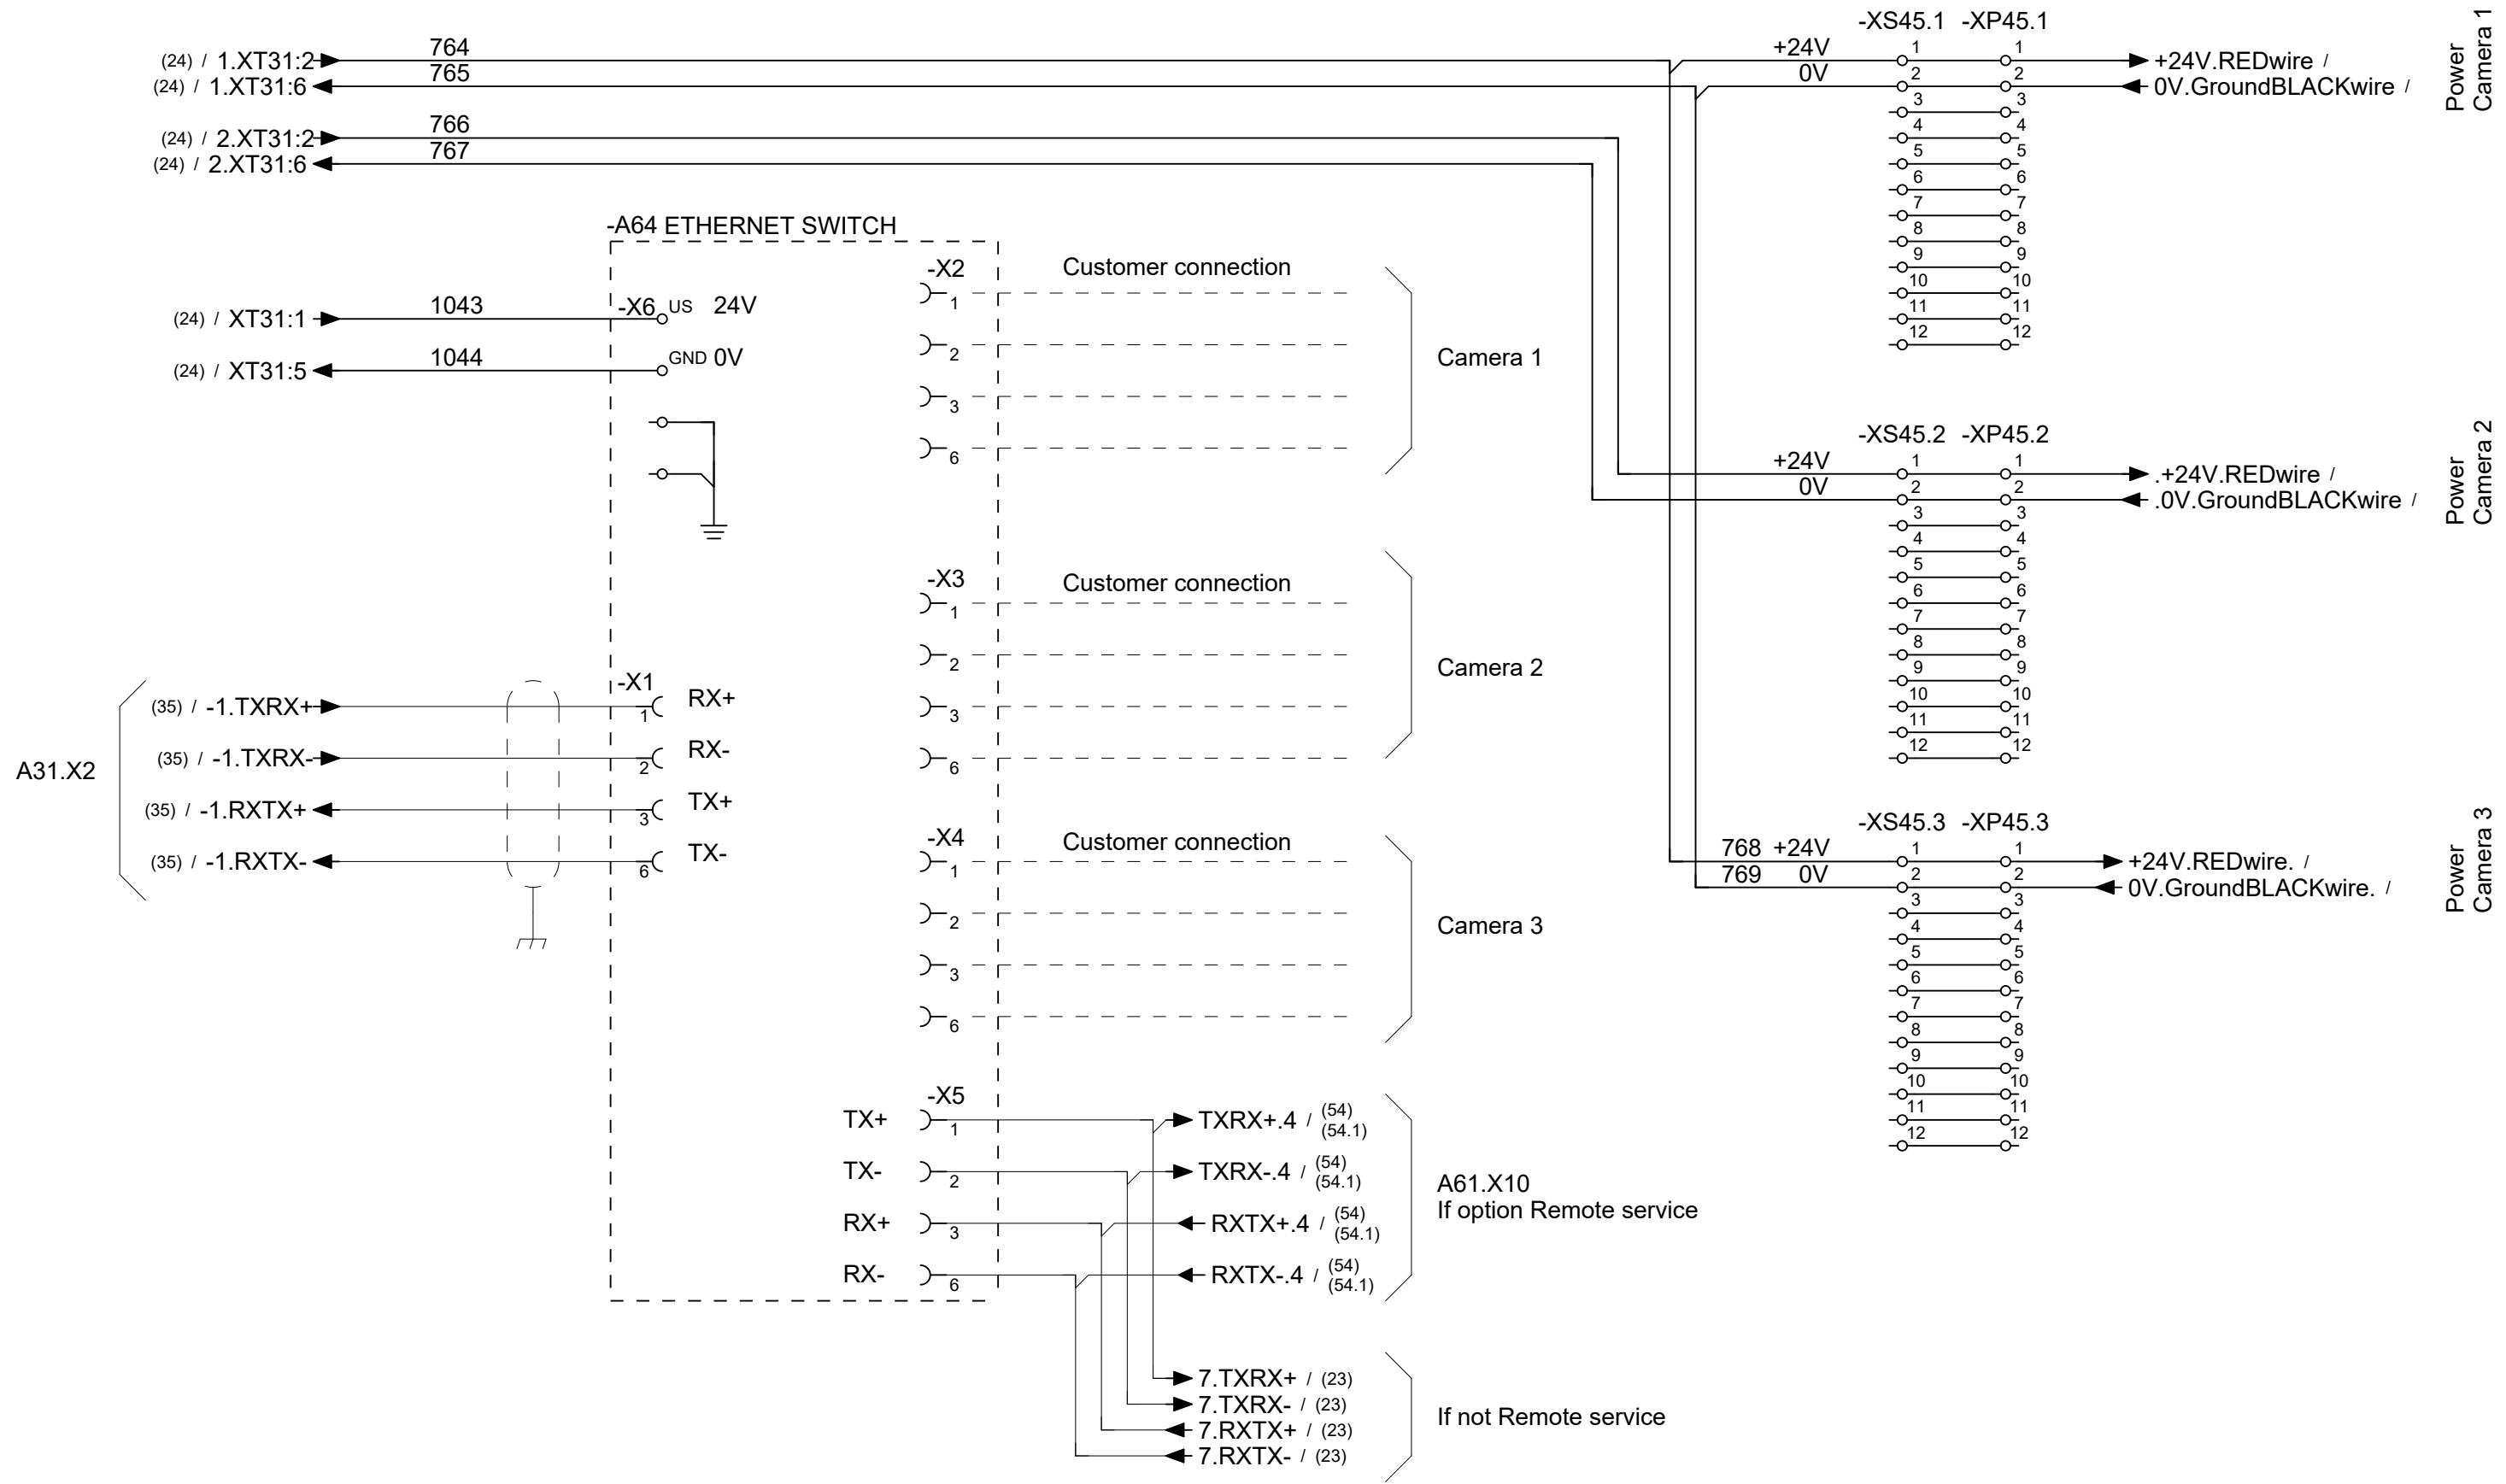 (24) / 1.XT31:2
764
(24) / 1.XT31:6
765
(24) / 2.XT31:2
766
(24) / 2.XT31:6
767
-XS45.1 -XP45.1
+24V 1 1 +24V.REDwire /
0V 2 2 0V.GroundBLACKwire /
3 3
4 4
5 5
6 6
7 7
8 8
9 9
10 10
11 11
12 12
Power
Camera 1
-A64 ETHERNET SWITCH
(24) / XT31:1
1043
-X6 US 24V
(24) / XT31:5
1044
GND 0V
-X2
Customer connection
1
2
3
6
Camera 1
-XS45.2 -XP45.2
+24V 1 1 .+24V.REDwire /
0V 2 2 .0V.GroundBLACKwire /
3 3
4 4
5 5
6 6
7 7
8 8
9 9
10 10
11 11
12 12
Power
Camera 2
-X3
Customer connection
1
2
3
6
Camera 2
A31.X2
-X1
(35) / -1.TXRX+ 1 RX+
(35) / -1.TXRX- 2 RX-
(35) / -1.RXTX+ 3 TX+
(35) / -1.RXTX- 6 TX-
-X4
Customer connection
1
2
3
6
Camera 3
-XS45.3 -XP45.3
768 +24V 1 1 +24V.REDwire. /
769 0V 2 2 0V.GroundBLACKwire. /
3 3
4 4
5 5
6 6
7 7
8 8
9 9
10 10
11 11
12 12
Power
Camera 3
-X5
TX+ 1 TXRX+.4 / (54)
(54.1)
TX- 2 TXRX-.4 / (54)
(54.1)
RX+ 3 RXTX+.4 / (54)
(54.1)
RX- 6 RXTX-.4 / (54)
(54.1)
A61.X10
If option Remote service
7.TXRX+ / (23)
7.TXRX- / (23)
7.RXTX+ / (23)
7.RXTX- / (23)
If not Remote service